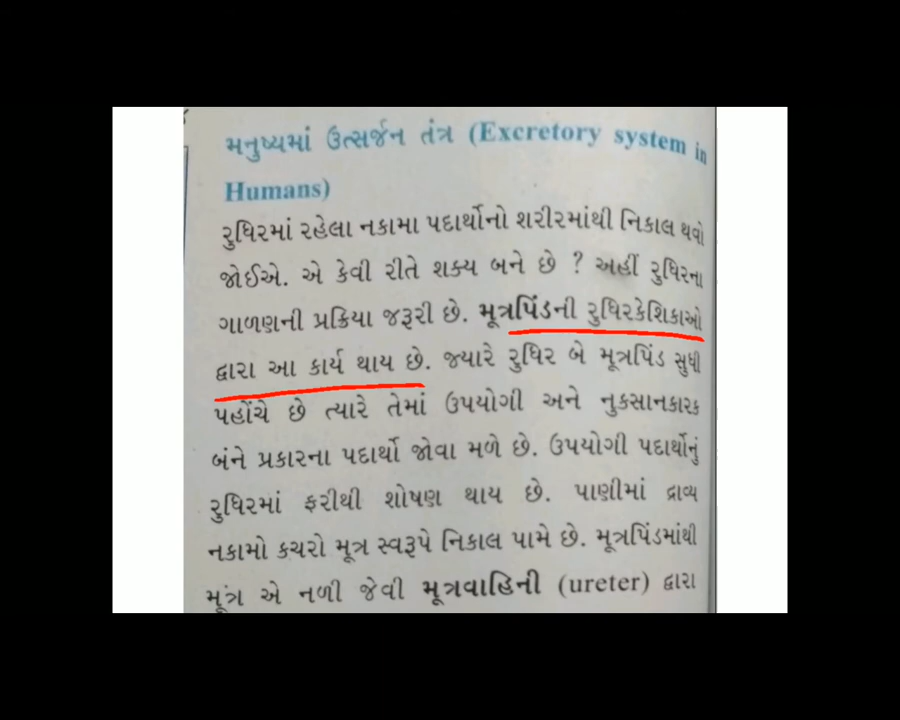 મનુષ્યમાં ઉત્સર્જન તંત્ર (Excretory system in
Humans)
રુધિરમાં રહેલા નકામા પદાર્થોનો શરીરમાંથી નિકાલ થવો
જોઈએ. એ કેવી રીતે શક્ય બને છે ? અહીં રુધિરના
ગાળણની પ્રક્રિયા જરૂરી છે. મૂત્રપિંડની રુધિરકેશિકાઓ
દ્વારા આ કાર્ય થાય છે. જ્યારે રુધિર બે મૂત્રપિંડ સુધી
પહોંચે છે ત્યારે તેમાં ઉપયોગી અને નુકસાનકારક
બંને પ્રકારના પદાર્થો જોવા મળે છે. ઉપયોગી પદાર્થોનું
રુધિરમાં ફરીથી શોષણ થાય છે. પાણીમાં દ્રાવ્ય
નકામો કચરો મૂત્ર સ્વરૂપે નિકાલ પામે છે. મૂત્રપિંડમાંથી
મૂત્ર એ નળી જેવી મૂત્રવાહિની (ureter) દ્વારા